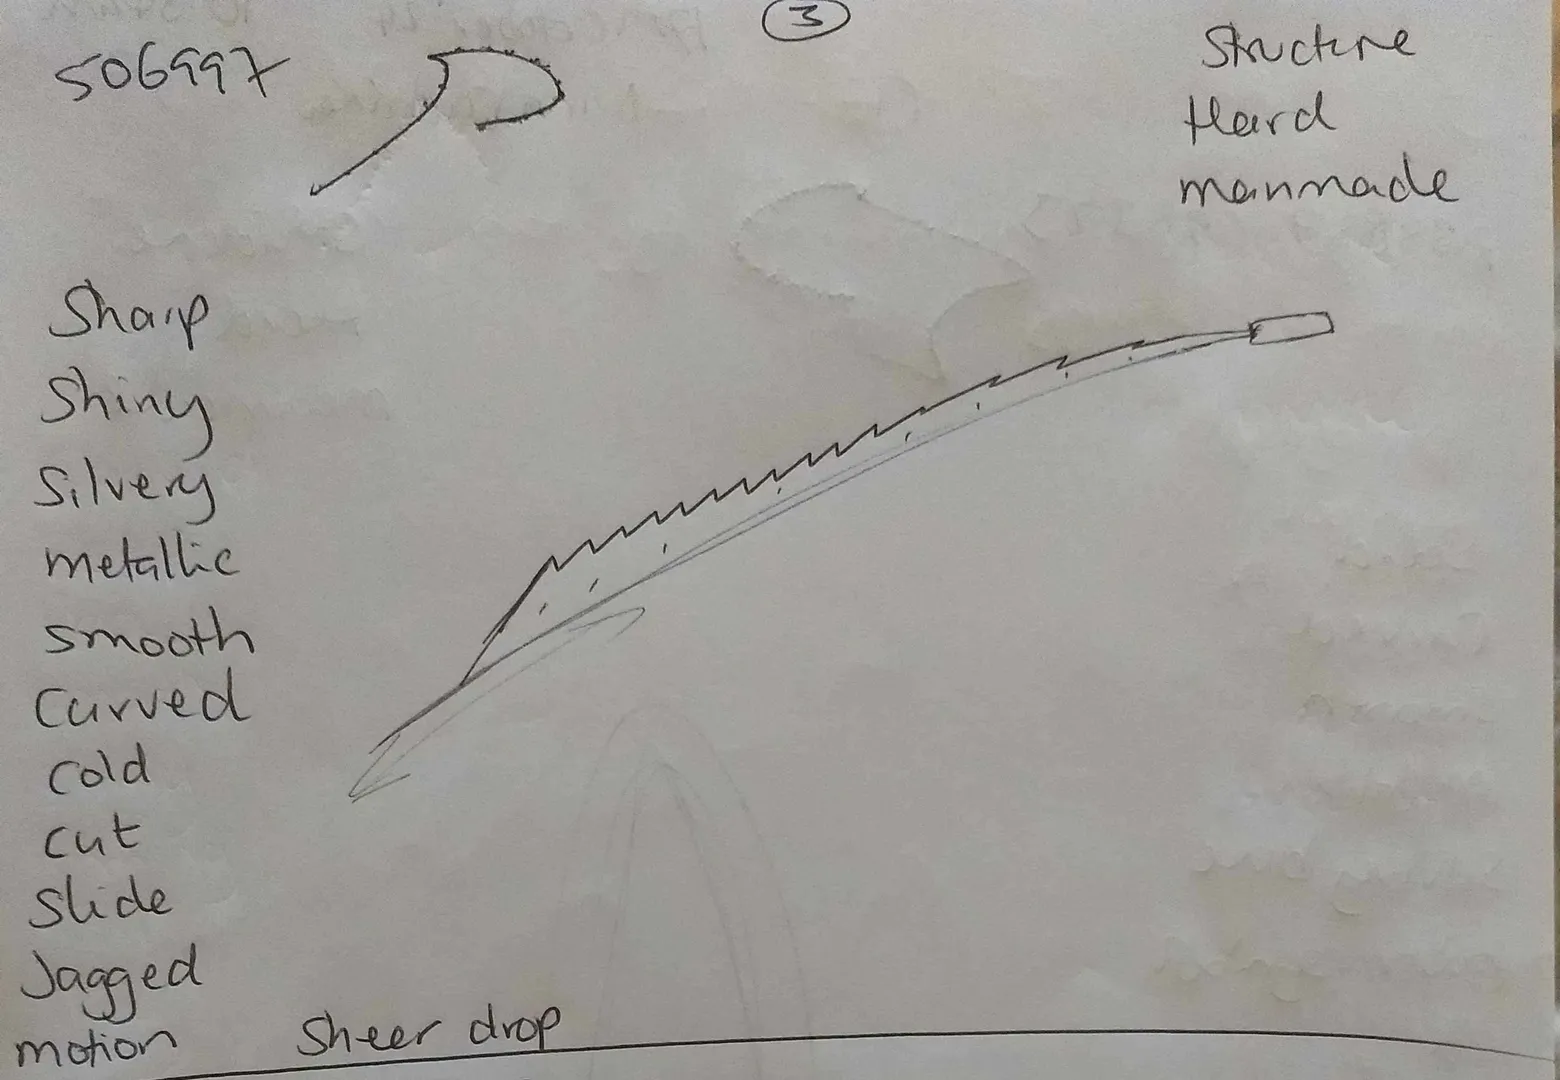 3
506997
Structure
Hard
manmade
Sharp
Shiny
Silvery
metallic
smooth
Curved
Cold
Cut
Slide
Jagged
motion
Sheer drop